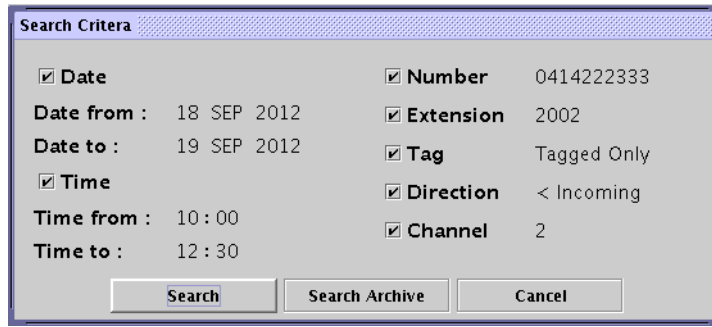 Search Critera
Date
Date from : 18 SEP 2012
Date to : 19 SEP 2012
Time
Time from : 10 : 00
Time to : 12 : 30
Number 0414222333
Extension 2002
Tag Tagged Only
Direction < Incoming
Channel 2
Search Search Archive Cancel